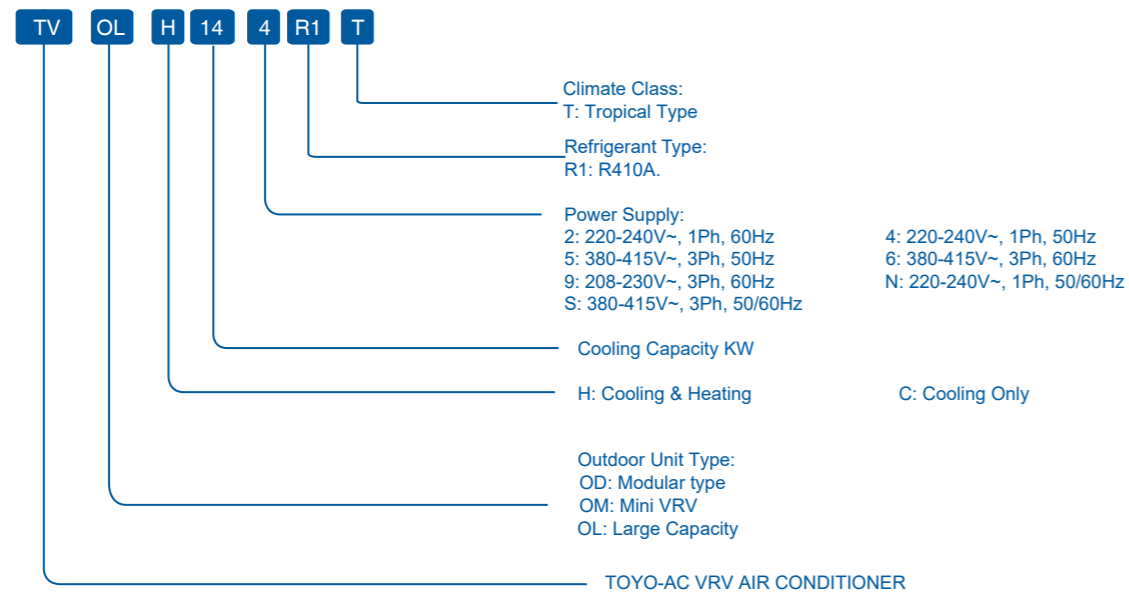 TV OL H 14 4 R1 T
Climate Class:
T: Tropical Type
Refrigerant Type:
R1: R410A.
Power Supply:
2: 220-240V~, 1Ph, 60Hz 4: 220-240V~, 1Ph, 50Hz
5: 380-415V~, 3Ph, 50Hz 6: 380-415V~, 3Ph, 60Hz
9: 208-230V~, 3Ph, 60Hz N: 220-240V~, 1Ph, 50/60Hz
S: 380-415V~, 3Ph, 50/60Hz
Cooling Capacity KW
H: Cooling & Heating C: Cooling Only
Outdoor Unit Type:
OD: Modular type
OM: Mini VRV
OL: Large Capacity
TOYO-AC VRV AIR CONDITIONER